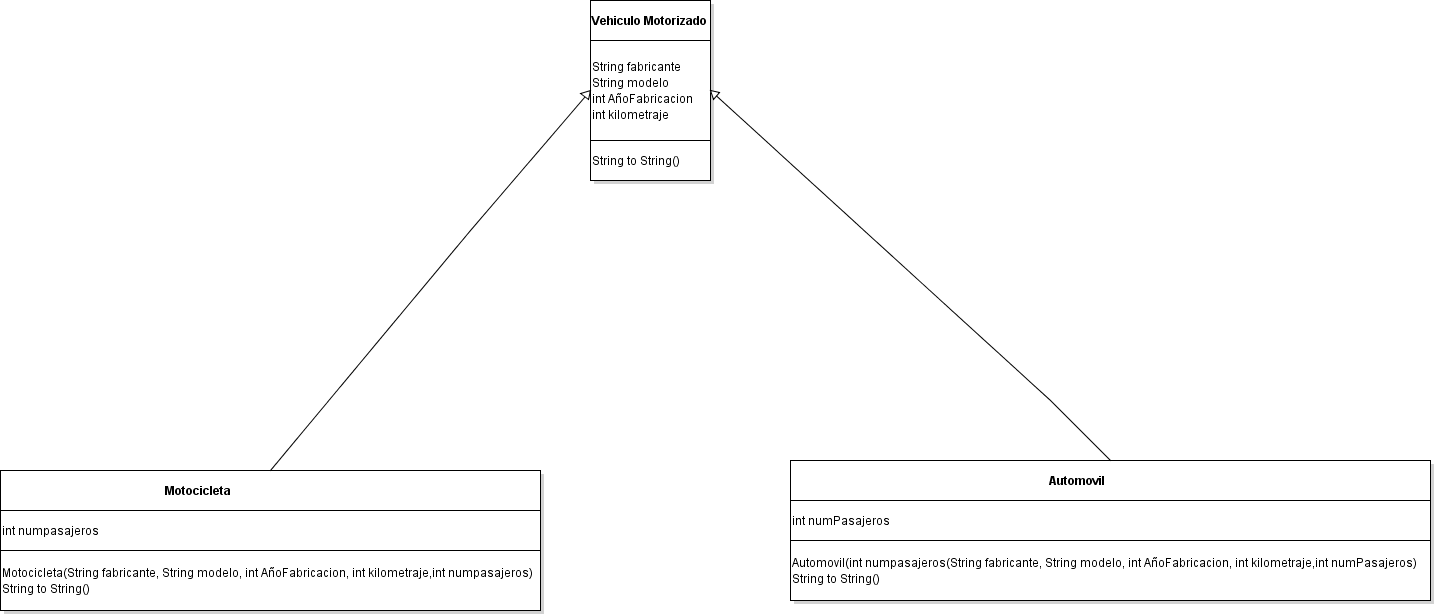 Vehiculo Motorizado
String fabricante
String modelo
int AñoFabricacion
int kilometraje
String to String()
Motocicleta
int numpasajeros
Motocicleta(String fabricante, String modelo, int AñoFabricacion, int kilometraje,int numpasajeros)
String to String()
Automovil
int numPasajeros
Automovil(int numpasajeros(String fabricante, String modelo, int AñoFabricacion, int kilometraje,int numPasajeros)
String to String()